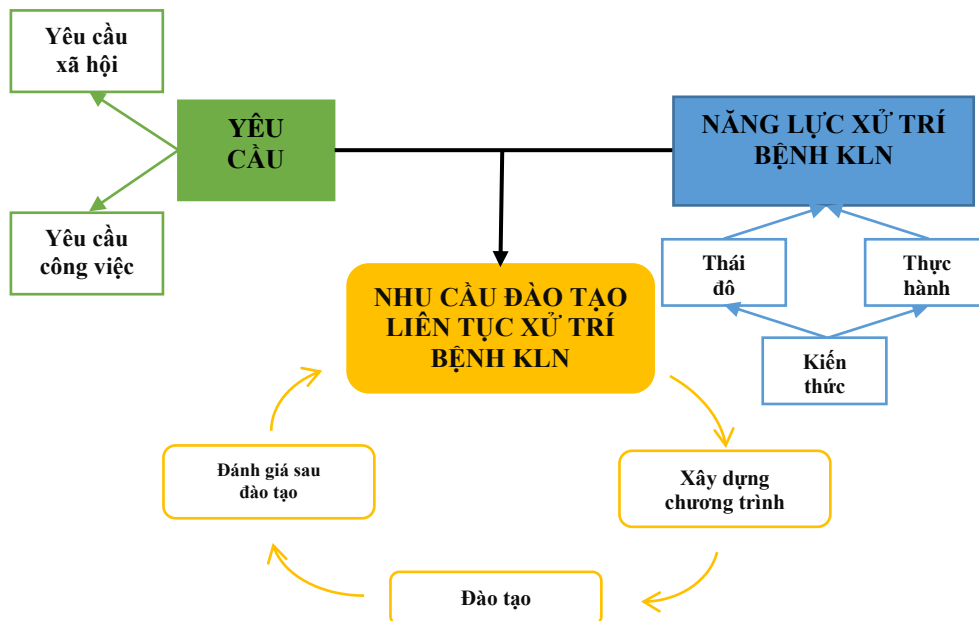 Yêu cầu
xã hội
YÊU
CẦU
NĂNG LỰC XỬ TRÍ
BỆNH KLN
Yêu cầu
công việc
Thái
đô
Thực
hành
NHU CẦU ĐÀO TẠO
LIÊN TỤC XỬ TRÍ
BỆNH KLN
Kiến
thức
Đánh giá sau
đào tạo
Xây dựng
chương trình
Đào tạo